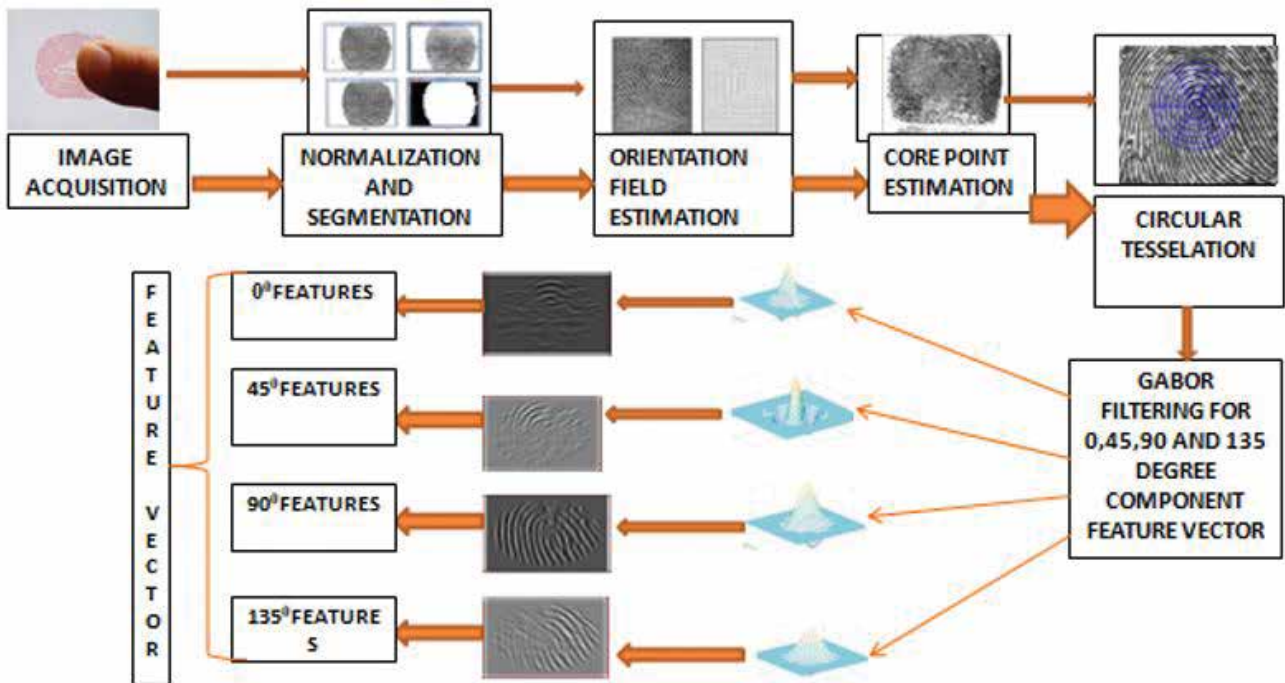 IMAGE
ACQUISITION
NORMALIZATION
AND
SEGMENTATION
ORIENTATION
FIELD
ESTIMATION
CORE POINT
ESTIMATION
CIRCULAR
TESSELATION
GABOR
FILTERING FOR
0,45,90 AND 135
DEGREE
COMPONENT
FEATURE VECTOR
0⁰FEATURES
45⁰FEATURES
90⁰FEATURES
135⁰FEATURE
S
F
E
A
T
U
R
E
V
E
C
T
O
R